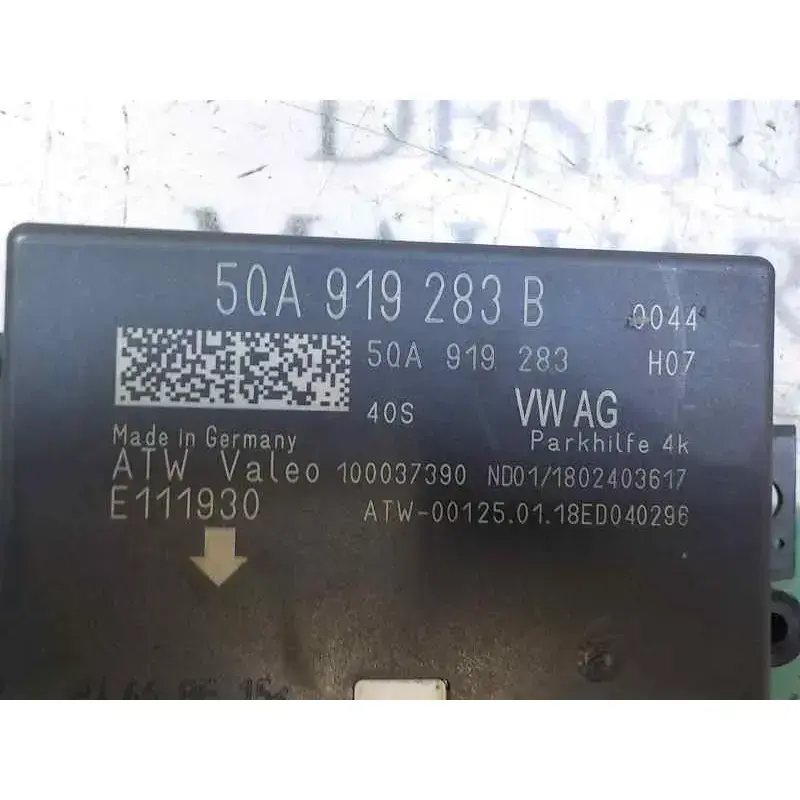 DESGU
5QA 919 283 B 0044
5QA 919 283 H07
40S VW AG
Made in Germany Parkhilfe 4k
ATW Valeo 100037390 ND01/1802403617
E111930 ATW-00125.01.18ED040296